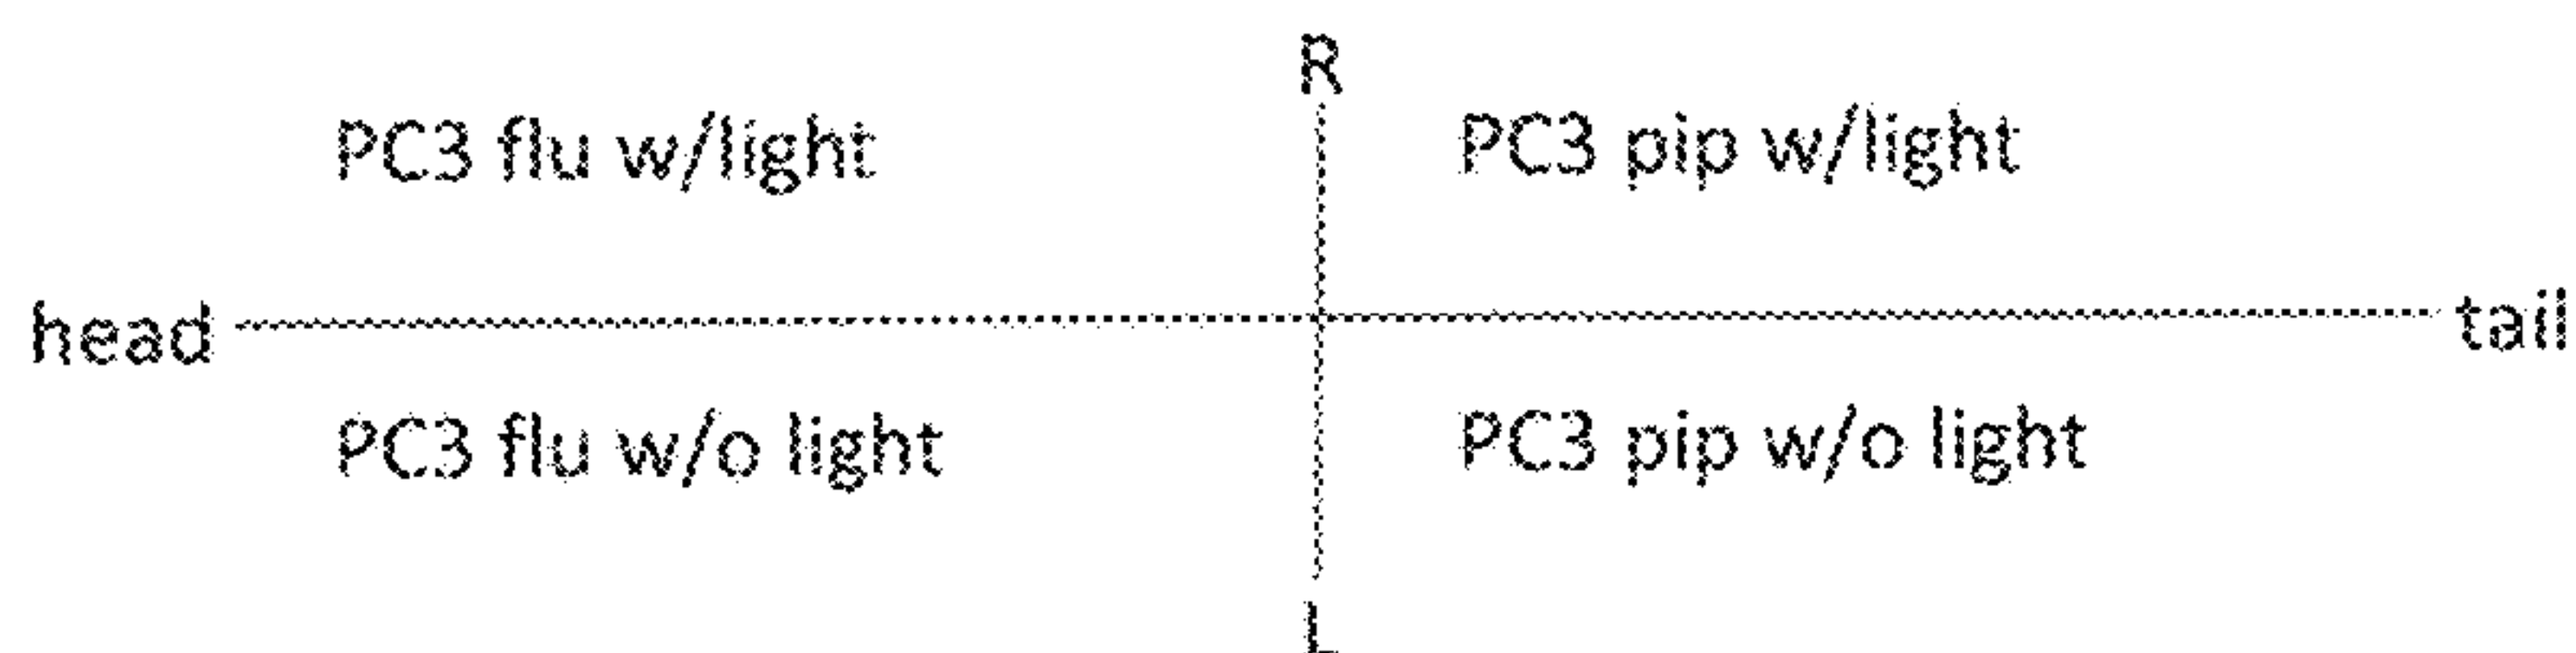 R
PC3 flu w/light
PC3 pip w/light
head
tail
PC3 flu w/o light
PC3 pip w/o light
L